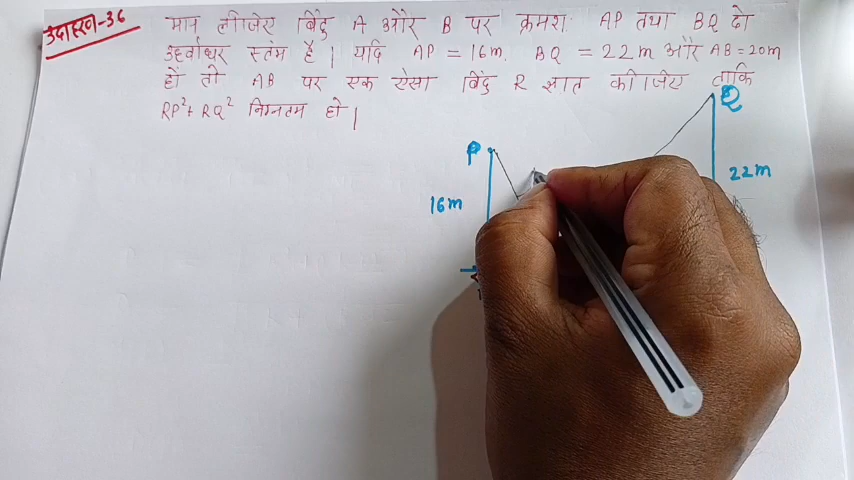 उदाहरण-36
मान लीजिए बिंदु A और B पर क्रमशः AP तथा BQ दो
उर्ध्वाधर स्तंभ है । यदि AP = 16m. BQ = 22m और AB = 20m
हों तो AB पर एक ऐसा बिंदु R ज्ञात कीजिए ताकि
RP²+ RQ² निम्नतम हो ।
P
Q
16m
22m
A